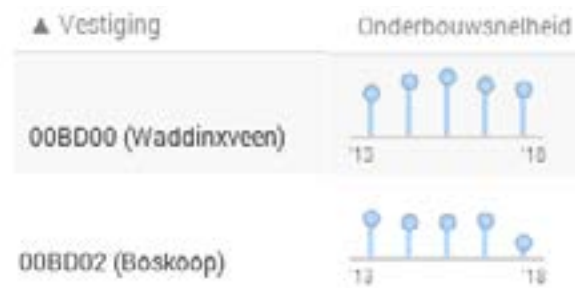 ▲ Vestiging Onderbouwsnelheid
00BD00 (Waddinxveen)
'13 '18
00BD02 (Boskoop)
'13 '18